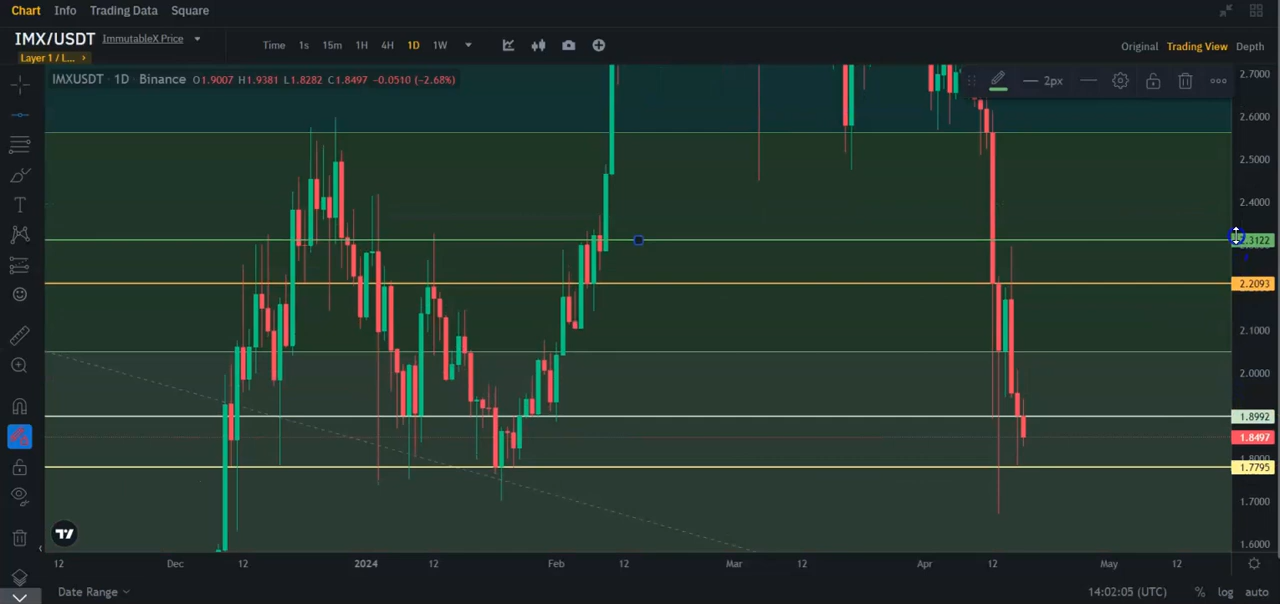 Chart Info Trading Data Square
IMX/USDT ImmutableX Price
Layer 1 / L...
Time 1s 15m 1H 4H 1D 1W
Original Trading View Depth
IMXUSDT · 1D · Binance O1.9007 H1.9381 L1.8282 C1.8497 -0.0510 (-2.68%)
2px
2.7000
2.6000
2.5000
2.4000
2.3122
2.2093
2.1000
2.0000
1.8992
1.8497
1.8000
1.7795
1.7000
1.6000
12 Dec 12 2024 12 Feb 12 Mar 12 Apr 12 May 12
Date Range 14:02:05 (UTC) % log auto